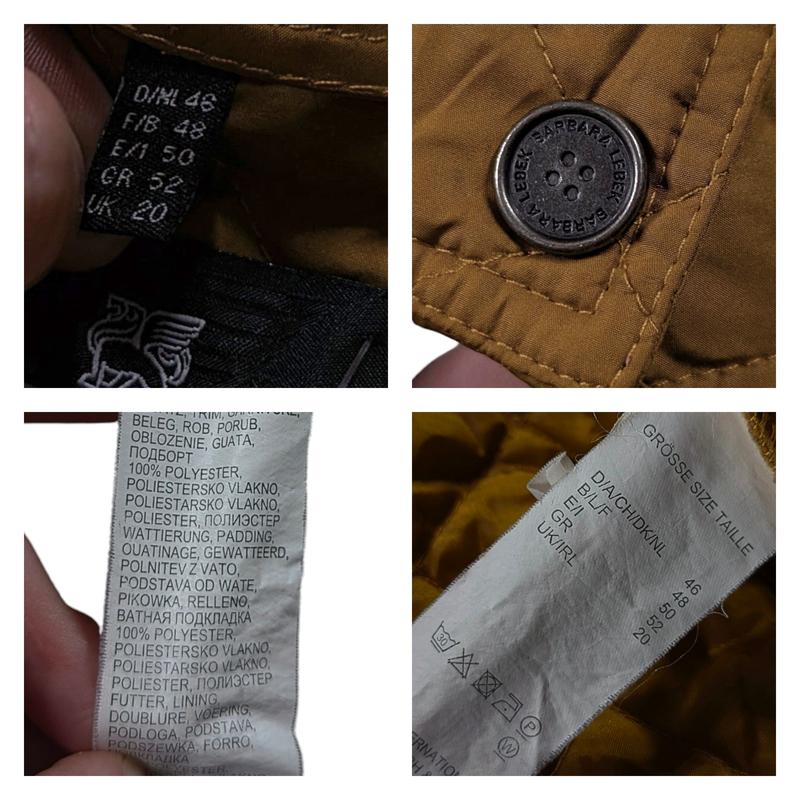 D/NL 46
F/B 48
E/I 50
GR 52
UK 20
BARBARA LEBEK BARBARA LEBEK
BELEG, ROB, PORUB,
OBLOZENIE, GUATA,
ПОДБОРТ
100% POLYESTER,
POLIESTERSKO VLAKNO,
POLIESTARSKO VLAKNO,
POLIESTER, ПОЛИЭСТЕР
WATTIERUNG, PADDING,
OUATINAGE, GEWATTEERD,
POLNITEV Z VATO,
PODSTAVA OD WATE,
PIKOWKA, RELLENO,
ВАТНАЯ ПОДКЛАДКА
100% POLYESTER,
POLIESTERSKO VLAKNO,
POLIESTARSKO VLAKNO,
POLIESTER, ПОЛИЭСТЕР
FUTTER, LINING,
DOUBLURE, VOERING,
PODLOGA, PODSTAVA,
PODSZEWKA, FORRO,
GRÖSSE SIZE TAILLE
D/A/CH/DK/NL 46
B/L/F 48
E/I 50
GR 52
UK/IRL 20
30
P
W